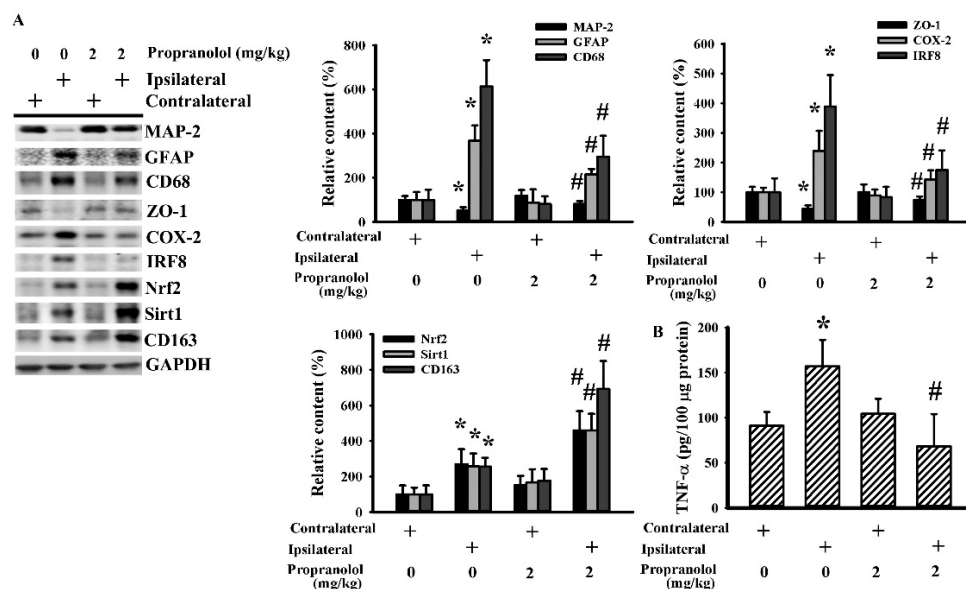 A
0 0 2 2 Propranolol (mg/kg)
+ + Ipsilateral
+ + Contralateral
MAP-2
GFAP
CD68
ZO-1
COX-2
IRF8
Nrf2
Sirt1
CD163
GAPDH
MAP-2
GFAP
CD68
Relative content (%)
800
600
400
200
0
* * *
# # #
Contralateral + +
Ipsilateral + +
Propranolol 0 0 2 2
(mg/kg)
ZO-1
COX-2
IRF8
Relative content (%)
600
500
400
300
200
100
0
* * *
# # #
Contralateral + +
Ipsilateral + +
Propranolol 0 0 2 2
(mg/kg)
Nrf2
Sirt1
CD163
Relative content (%)
1000
800
600
400
200
0
* * *
# # #
Contralateral + +
Ipsilateral + +
Propranolol 0 0 2 2
(mg/kg)
B
TNF-α (pg/100 μg protein)
200
150
100
50
0
*
#
Contralateral + +
Ipsilateral + +
Propranolol 0 0 2 2
(mg/kg)